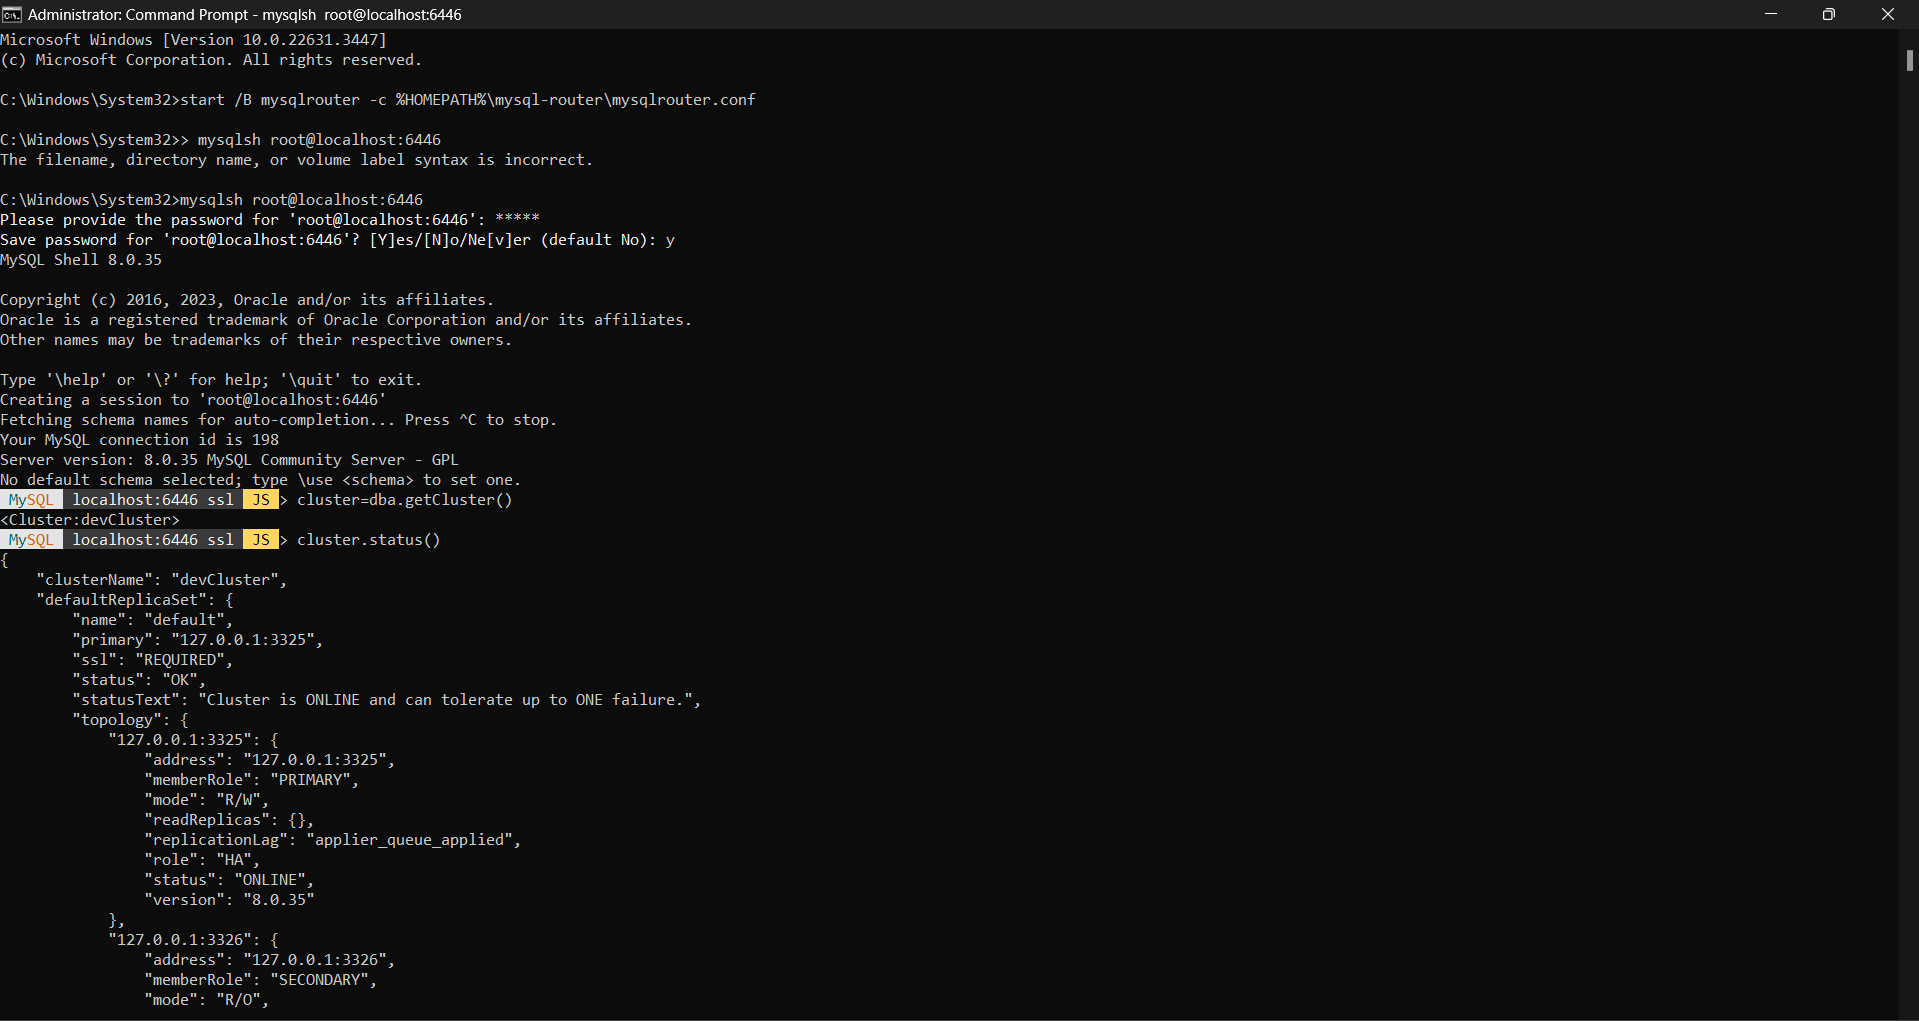 Administrator: Command Prompt - mysqlsh  root@localhost:6446
Microsoft Windows [Version 10.0.22631.3447]
(c) Microsoft Corporation. All rights reserved.

C:\Windows\System32>start /B mysqlrouter -c %HOMEPATH%\mysql-router\mysqlrouter.conf

C:\Windows\System32>> mysqlsh root@localhost:6446
The filename, directory name, or volume label syntax is incorrect.

C:\Windows\System32>mysqlsh root@localhost:6446
Please provide the password for 'root@localhost:6446': *****
Save password for 'root@localhost:6446'? [Y]es/[N]o/Ne[v]er (default No): y
MySQL Shell 8.0.35

Copyright (c) 2016, 2023, Oracle and/or its affiliates.
Oracle is a registered trademark of Oracle Corporation and/or its affiliates.
Other names may be trademarks of their respective owners.

Type '\help' or '\?' for help; '\quit' to exit.
Creating a session to 'root@localhost:6446'
Fetching schema names for auto-completion... Press ^C to stop.
Your MySQL connection id is 198
Server version: 8.0.35 MySQL Community Server - GPL
No default schema selected; type \use <schema> to set one.
 MySQL  localhost:6446 ssl  JS > cluster=dba.getCluster()
<Cluster:devCluster>
 MySQL  localhost:6446 ssl  JS > cluster.status()
{
    "clusterName": "devCluster",
    "defaultReplicaSet": {
        "name": "default",
        "primary": "127.0.0.1:3325",
        "ssl": "REQUIRED",
        "status": "OK",
        "statusText": "Cluster is ONLINE and can tolerate up to ONE failure.",
        "topology": {
            "127.0.0.1:3325": {
                "address": "127.0.0.1:3325",
                "memberRole": "PRIMARY",
                "mode": "R/W",
                "readReplicas": {},
                "replicationLag": "applier_queue_applied",
                "role": "HA",
                "status": "ONLINE",
                "version": "8.0.35"
            },
            "127.0.0.1:3326": {
                "address": "127.0.0.1:3326",
                "memberRole": "SECONDARY",
                "mode": "R/O",